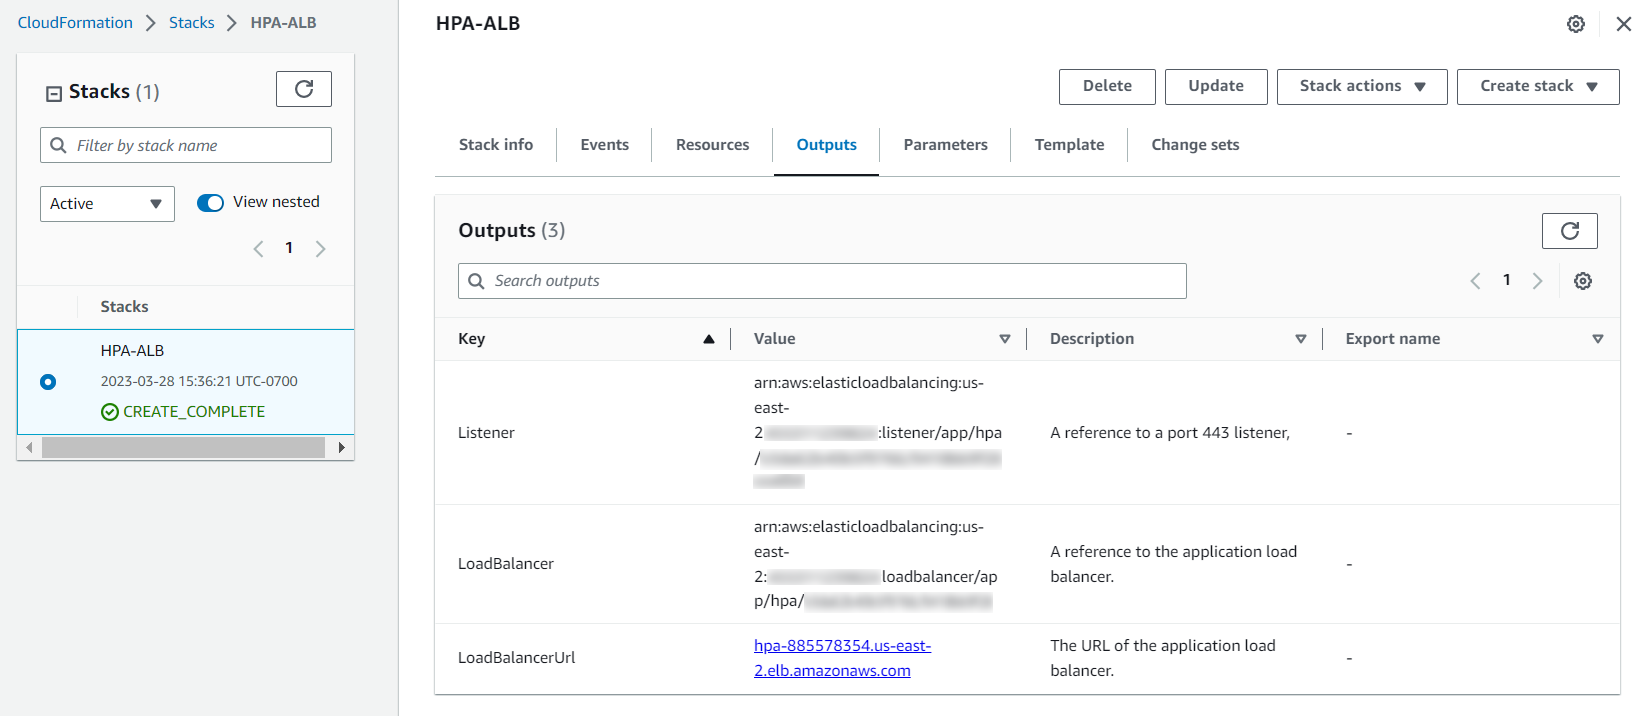 CloudFormation > Stacks > HPA-ALB
Stacks (1)
Filter by stack name
Active
View nested
1
Stacks
HPA-ALB
2023-03-28 15:36:21 UTC-0700
CREATE_COMPLETE
HPA-ALB
Delete
Update
Stack actions
Create stack
Stack info
Events
Resources
Outputs
Parameters
Template
Change sets
Outputs (3)
Search outputs
1
Key
Value
Description
Export name
Listener
arn:aws:elasticloadbalancing:us-
east-
2
:listener/app/hpa
/
A reference to a port 443 listener,
-
LoadBalancer
arn:aws:elasticloadbalancing:us-
east-
2:
loadbalancer/ap
p/hpa/
A reference to the application load
balancer.
-
LoadBalancerUrl
hpa-885578354.us-east-
2.elb.amazonaws.com
The URL of the application load
balancer.
-